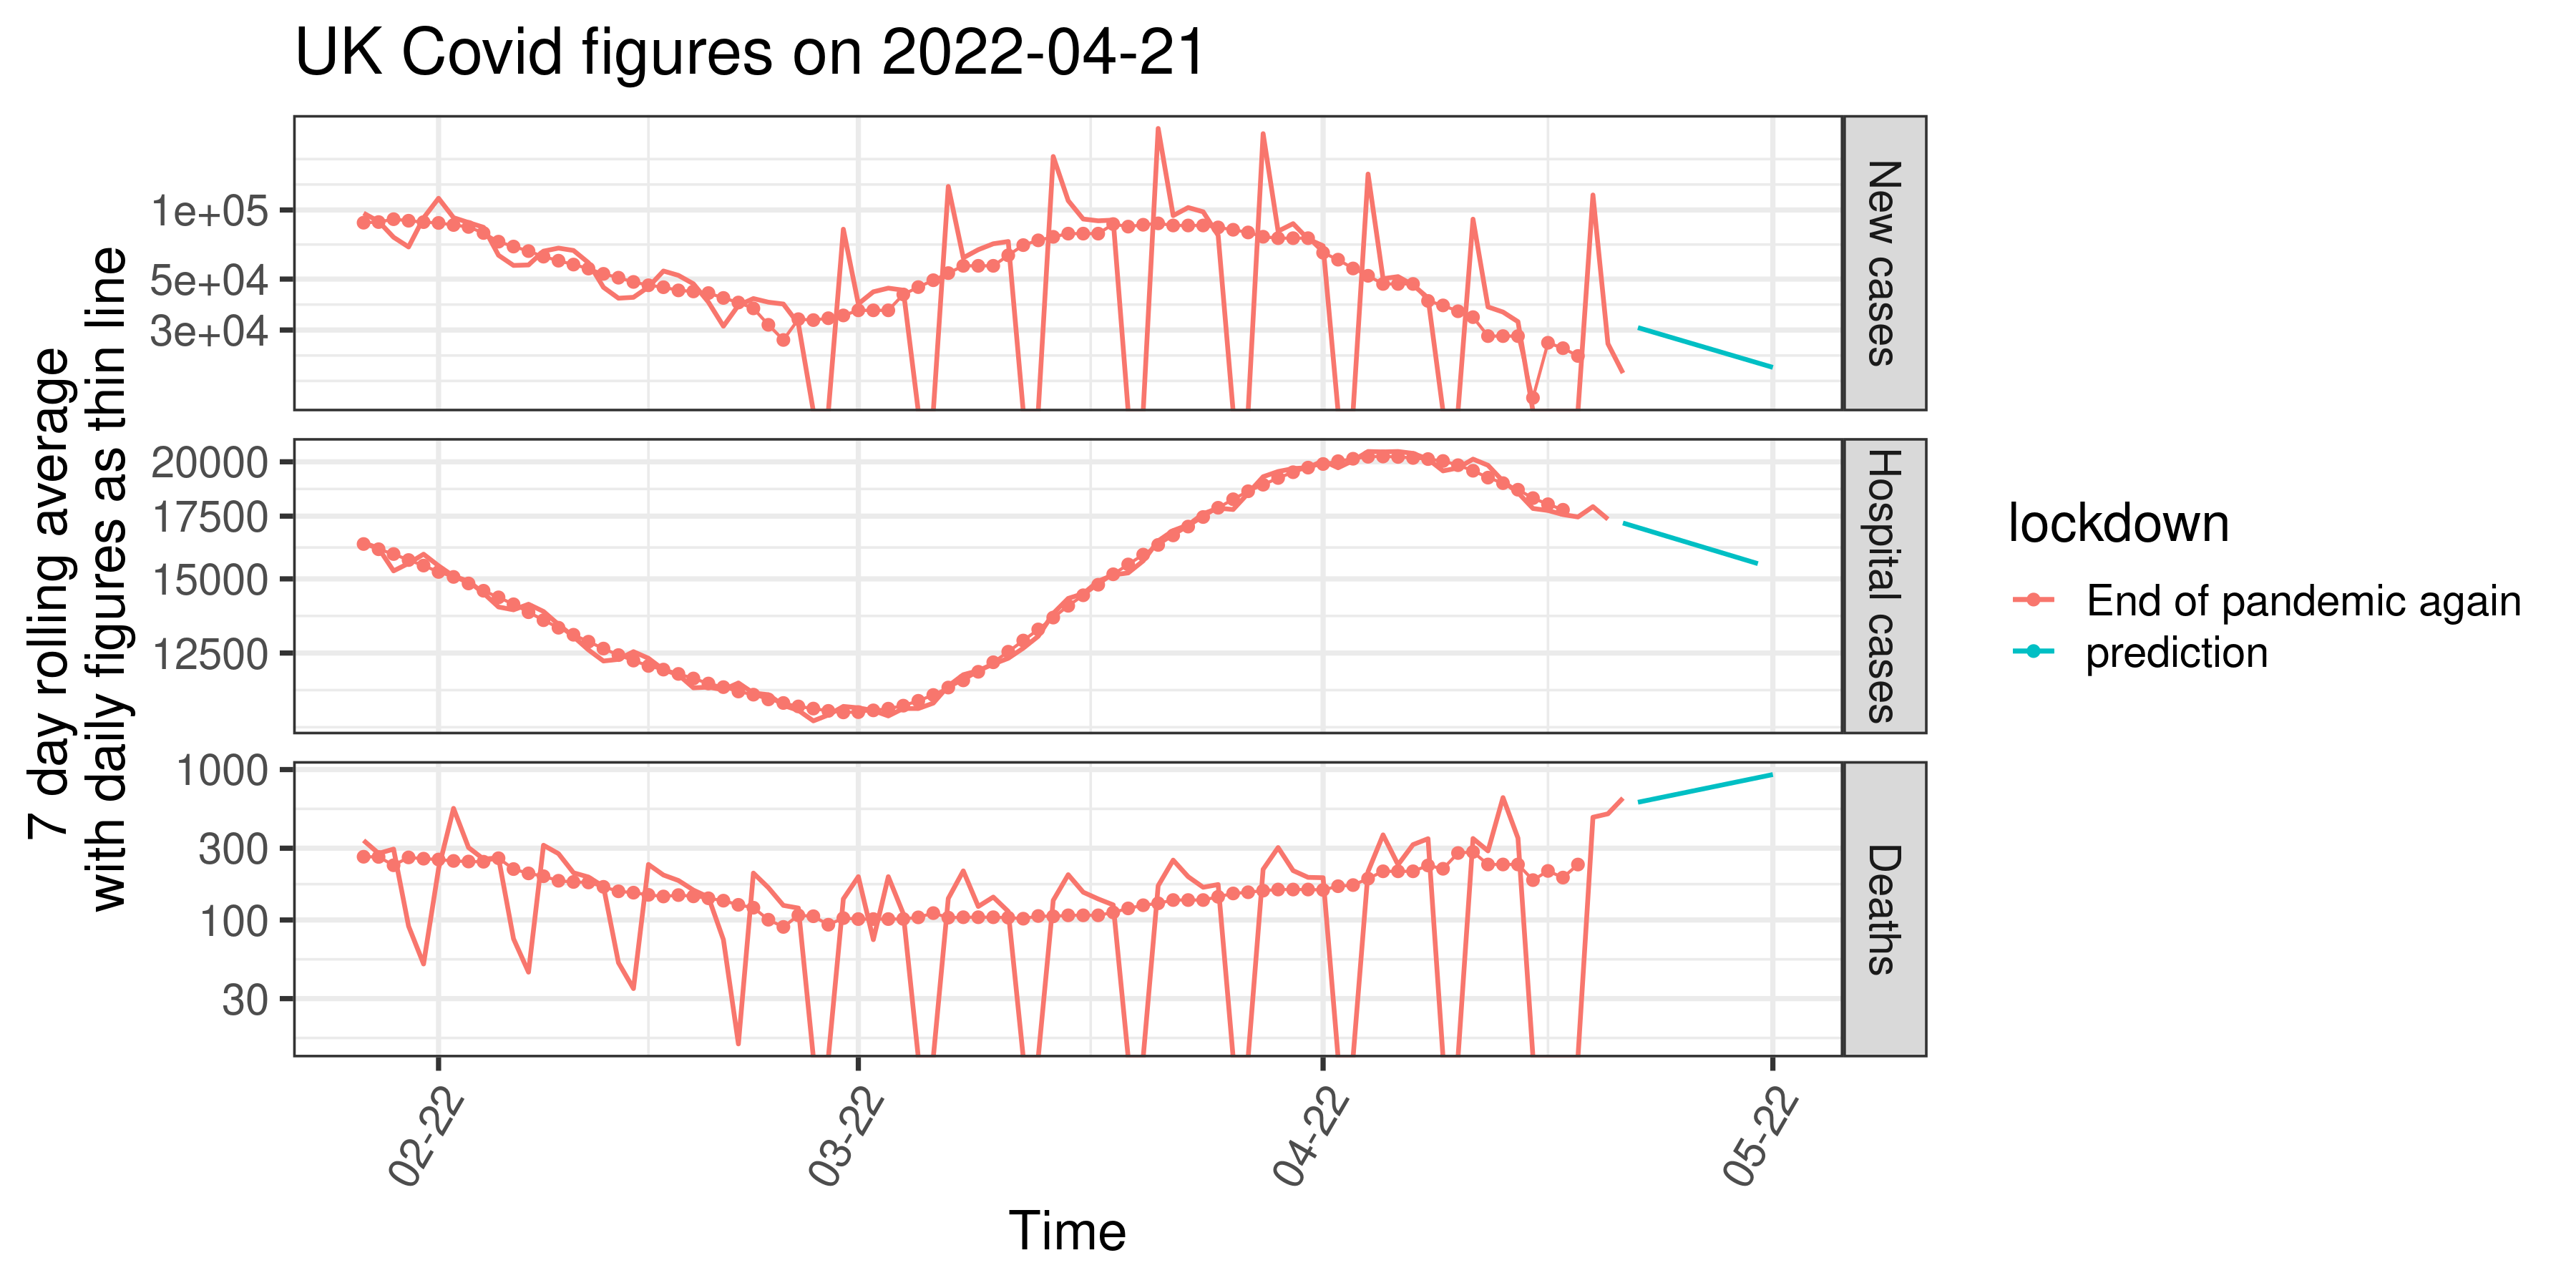 UK Covid figures on 2022-04-21
7 day rolling average
with daily figures as thin line
1e+05
5e+04
3e+04
New cases
20000
17500
15000
12500
Hospital cases
1000
300
100
30
Deaths
02-22
03-22
04-22
05-22
Time
lockdown
End of pandemic again
prediction